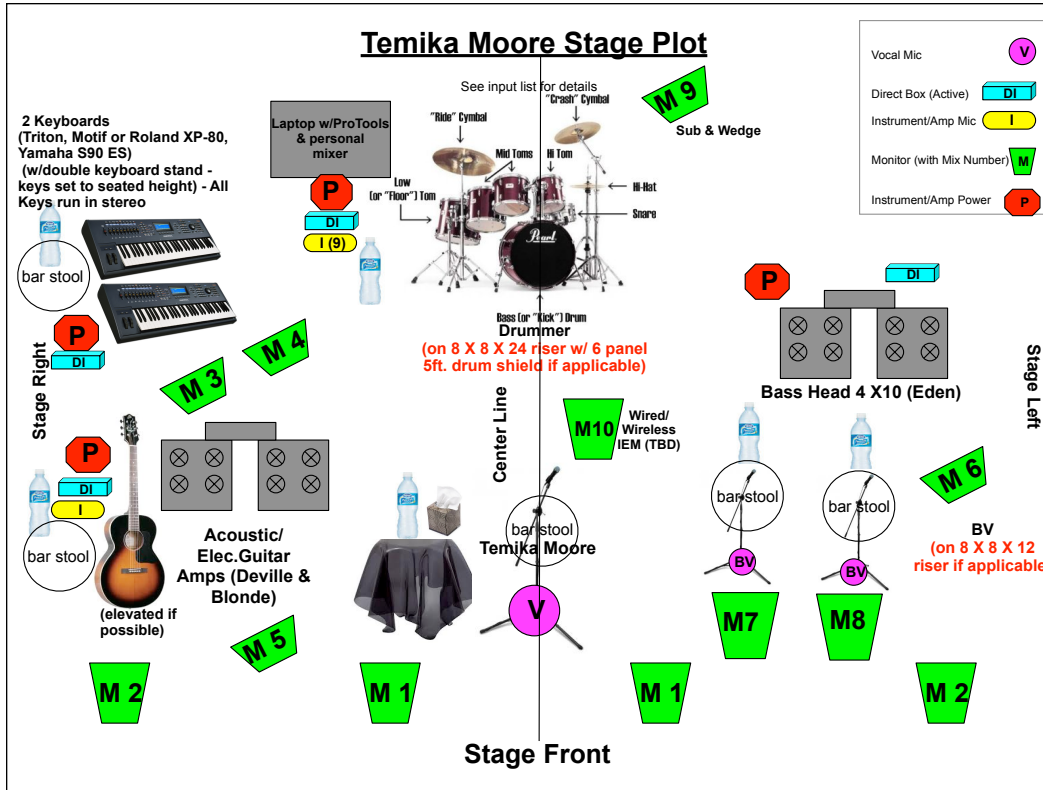 Temika Moore Stage Plot
See input list for details
Vocal Mic
V
Direct Box (Active)
DI
Instrument/Amp Mic
I
Monitor (with Mix Number)
M
Instrument/Amp Power
P
2 Keyboards
(Triton, Motif or Roland XP-80,
Yamaha S90 ES)
(w/double keyboard stand -
keys set to seated height) - All
Keys run in stereo
bar stool
P
DI
Stage Right
Laptop w/ProTools
& personal
mixer
P
DI
I (9)
"Ride" Cymbal
"Crash" Cymbal
Mid Toms
Hi Tom
Low
(or "Floor") Tom
Hi-Hat
Snare
Pearl
Bass (or "Kick") Drum
Drummer
(on 8 X 8 X 24 riser w/ 6 panel
5ft. drum shield if applicable)
M 9
Sub & Wedge
P
DI
Bass Head 4 X10 (Eden)
Stage Left
M 4
M 3
Center Line
M10
Wired/
Wireless
IEM (TBD)
P
DI
I
bar stool
(elevated if
possible)
Acoustic/
Elec.Guitar
Amps (Deville &
Blonde)
M 5
bar stool
Temika Moore
V
bar stool
BV
bar stool
BV
M 6
BV
(on 8 X 8 X 12
riser if applicable
M7
M8
M 2
M 1
M 1
M 2
Stage Front